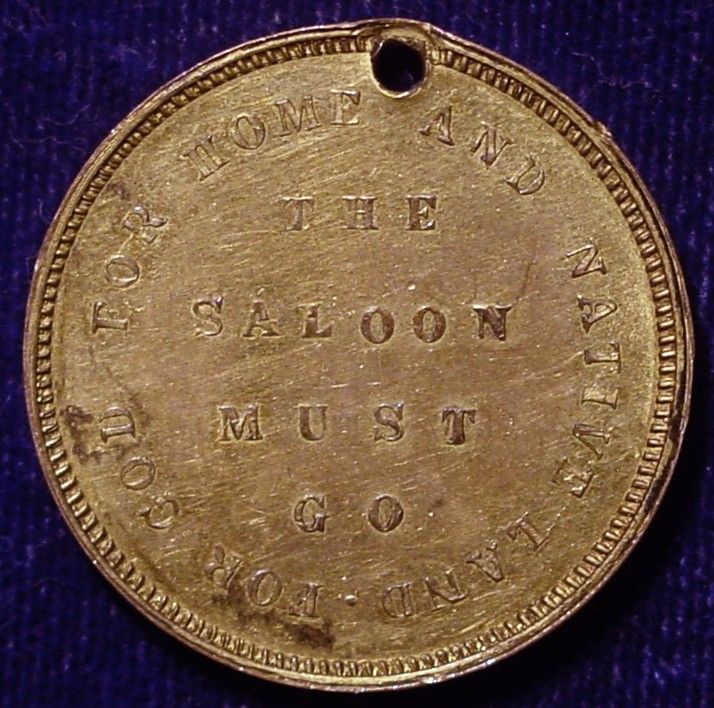 FOR GOD FOR HOME AND NATIVE LAND ·
THE
SALOON
MUST
GO